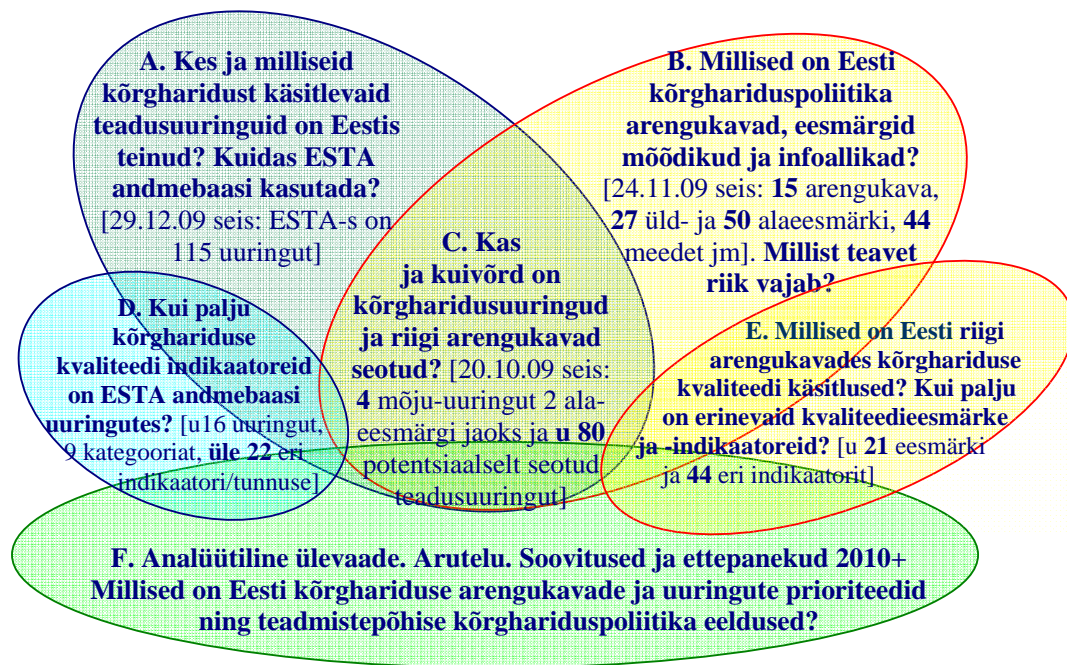 A. Kes ja milliseid
kõrgharidust käsitlevaid
teadusuuringuid on Eestis
teinud? Kuidas ESTA
andmebaasi kasutada?
[29.12.09 seis: ESTA-s on
115 uuringut]
B. Millised on Eesti
kõrghariduspoliitika
arengukavad, eesmärgid
mõõdikud ja infoallikad?
[24.11.09 seis: 15 arengukava,
27 üld- ja 50 alaeesmärki, 44
meedet jm]. Millist teavet
riik vajab?
C. Kas
ja kuivõrd on
kõrgharidusuuringud
ja riigi arengukavad
seotud? [20.10.09 seis:
4 mõju-uuringut 2 ala-
eesmärgi jaoks ja u 80
potentsiaalselt seotud
teadusuuringut]
D. Kui palju
kõrghariduse
kvaliteedi indikaatoreid
on ESTA andmebaasi
uuringutes? [u16 uuringut,
9 kategooriat, üle 22 eri
indikaatori/tunnuse]
E. Millised on Eesti riigi
arengukavades kõrghariduse
kvaliteedi käsitlused? Kui palju
on erinevaid kvaliteedieesmärke
ja -indikaatoreid? [u 21 eesmärki
ja 44 eri indikaatorit]
F. Analüütiline ülevaade. Arutelu. Soovitused ja ettepanekud 2010+
Millised on Eesti kõrghariduse arengukavade ja uuringute prioriteedid
ning teadmistepõhise kõrghariduspoliitika eeldused?